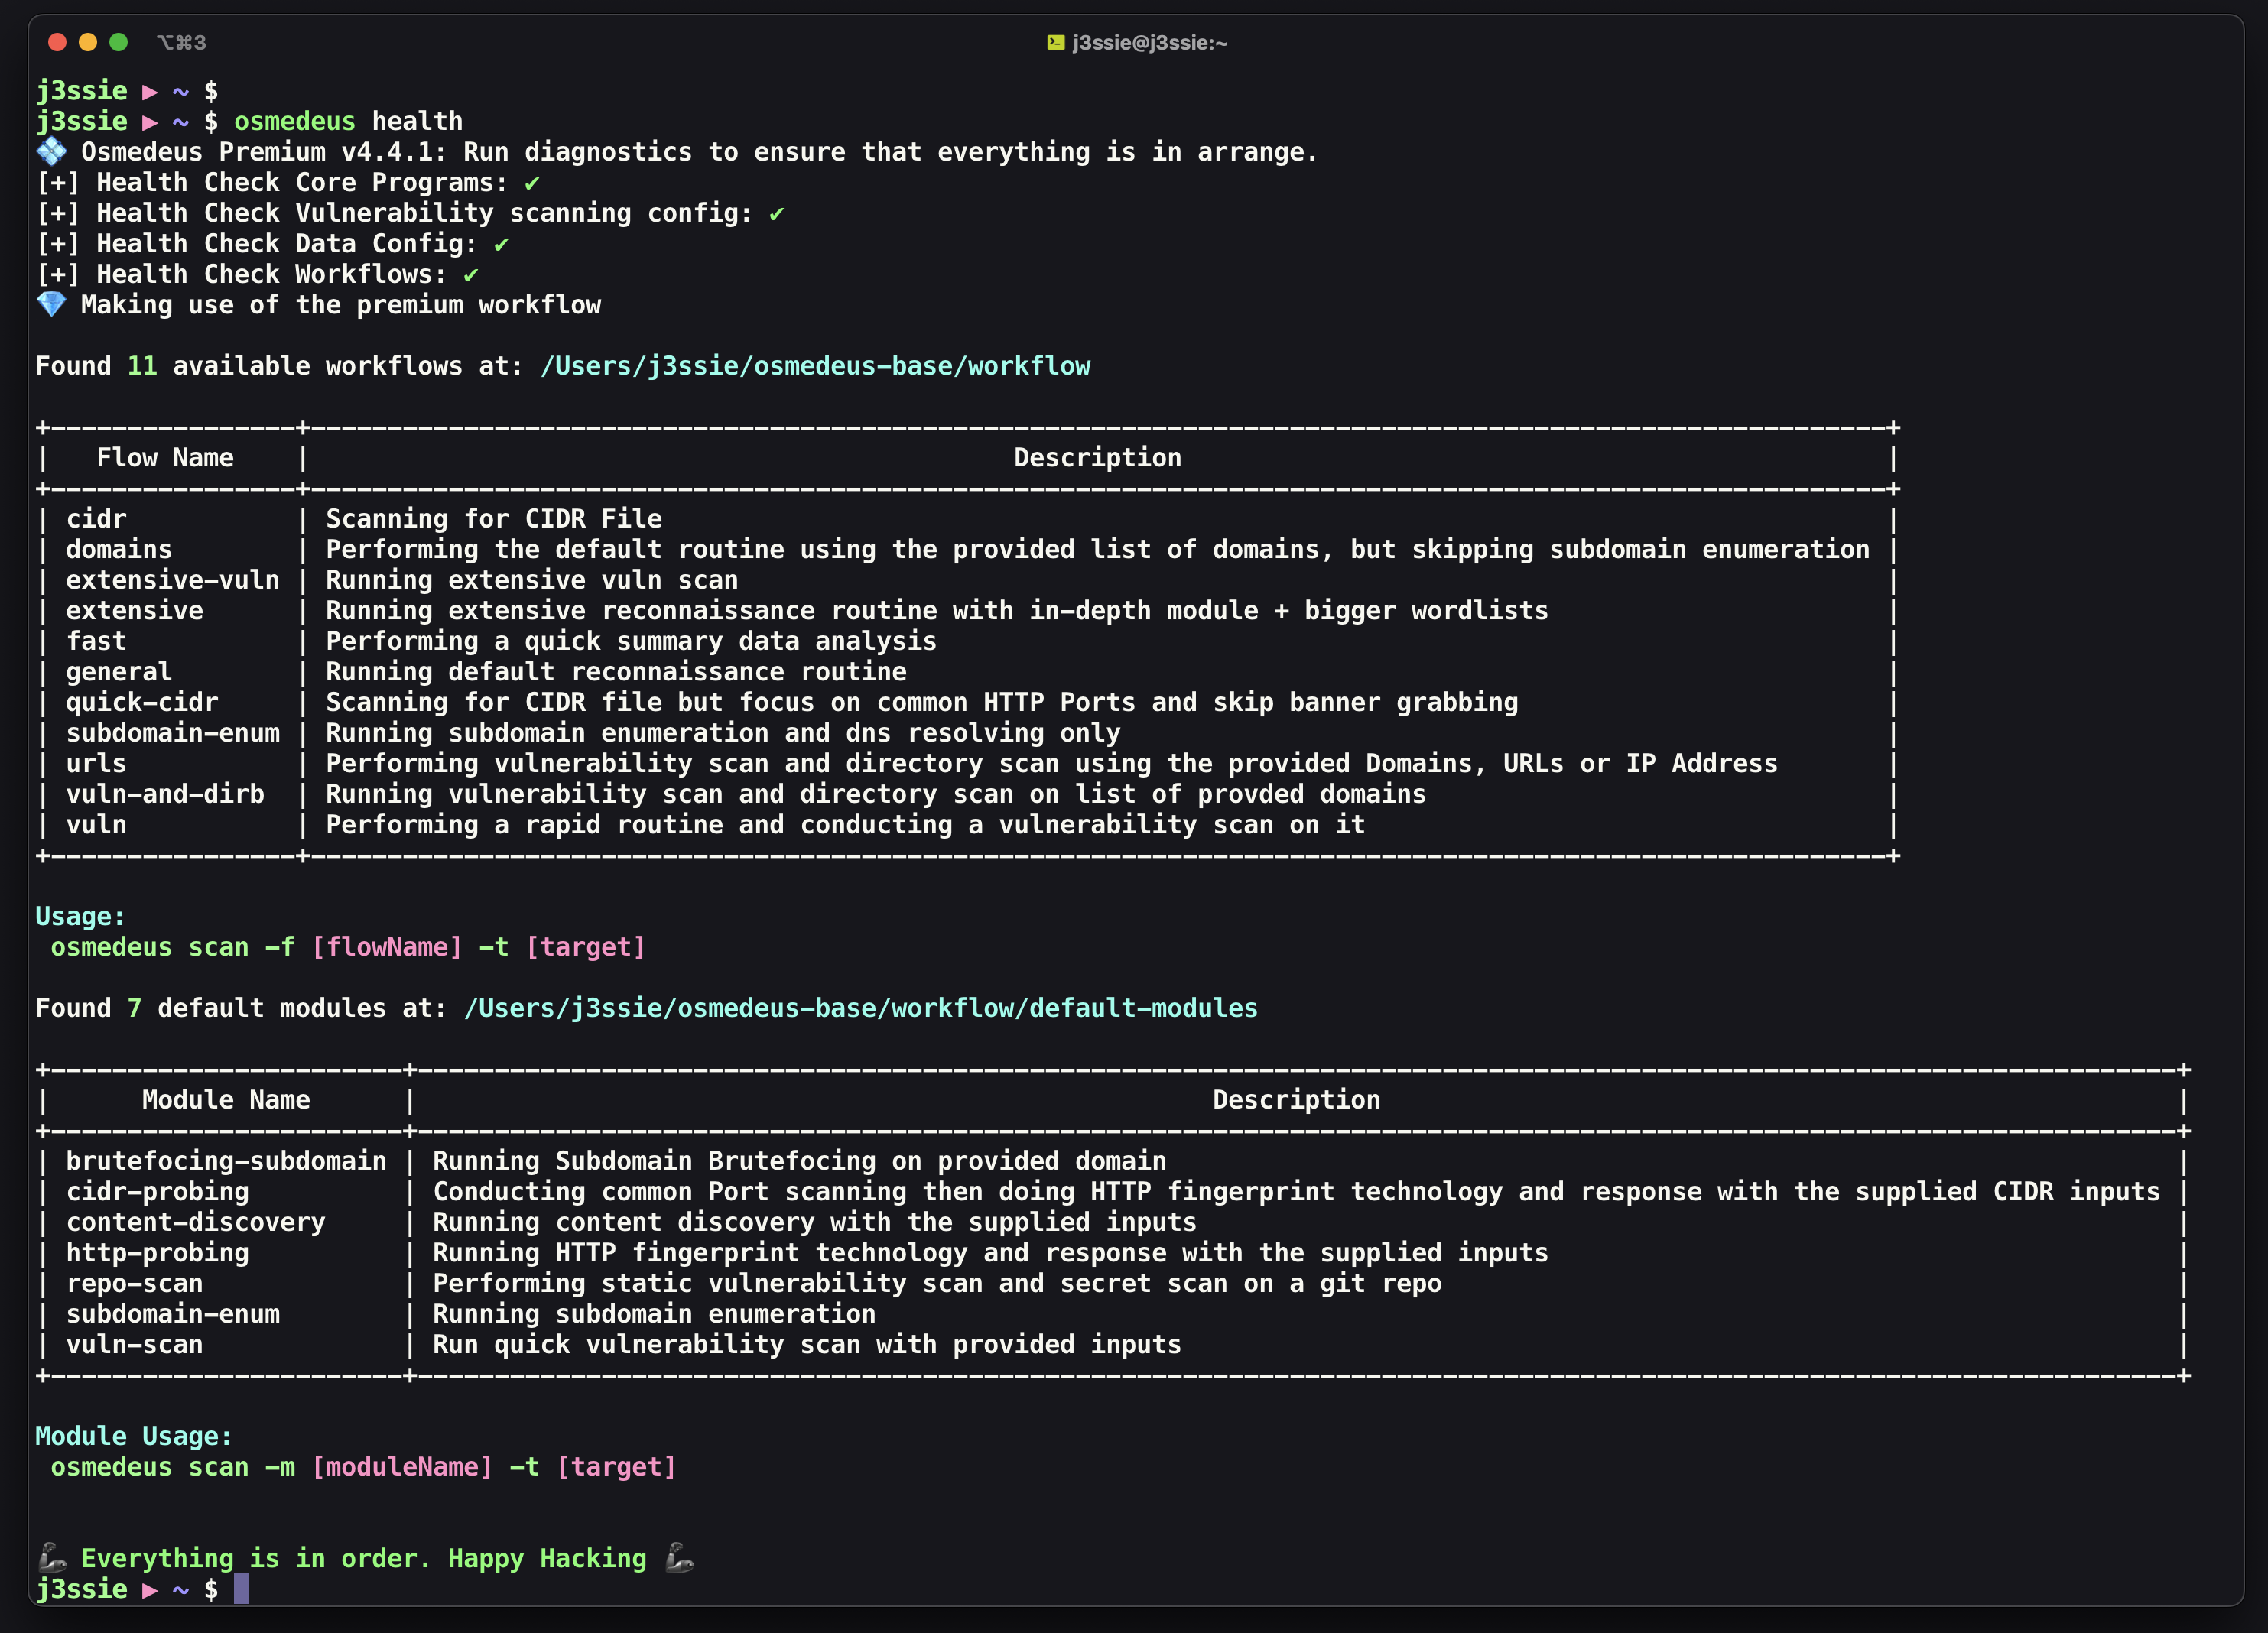 ⌥⌘3
j3ssie@j3ssie:~
j3ssie ▶ ~ $
j3ssie ▶ ~ $ osmedeus health
💠 Osmedeus Premium v4.4.1: Run diagnostics to ensure that everything is in arrange.
[+] Health Check Core Programs: ✔
[+] Health Check Vulnerability scanning config: ✔
[+] Health Check Data Config: ✔
[+] Health Check Workflows: ✔
💎 Making use of the premium workflow
Found 11 available workflows at: /Users/j3ssie/osmedeus-base/workflow
| Flow Name | Description |
| cidr | Scanning for CIDR File |
| domains | Performing the default routine using the provided list of domains, but skipping subdomain enumeration |
| extensive-vuln | Running extensive vuln scan |
| extensive | Running extensive reconnaissance routine with in-depth module + bigger wordlists |
| fast | Performing a quick summary data analysis |
| general | Running default reconnaissance routine |
| quick-cidr | Scanning for CIDR file but focus on common HTTP Ports and skip banner grabbing |
| subdomain-enum | Running subdomain enumeration and dns resolving only |
| urls | Performing vulnerability scan and directory scan using the provided Domains, URLs or IP Address |
| vuln-and-dirb | Running vulnerability scan and directory scan on list of provded domains |
| vuln | Performing a rapid routine and conducting a vulnerability scan on it |
Usage:
osmedeus scan -f [flowName] -t [target]
Found 7 default modules at: /Users/j3ssie/osmedeus-base/workflow/default-modules
| Module Name | Description |
| brutefocing-subdomain | Running Subdomain Brutefocing on provided domain |
| cidr-probing | Conducting common Port scanning then doing HTTP fingerprint technology and response with the supplied CIDR inputs |
| content-discovery | Running content discovery with the supplied inputs |
| http-probing | Running HTTP fingerprint technology and response with the supplied inputs |
| repo-scan | Performing static vulnerability scan and secret scan on a git repo |
| subdomain-enum | Running subdomain enumeration |
| vuln-scan | Run quick vulnerability scan with provided inputs |
Module Usage:
osmedeus scan -m [moduleName] -t [target]
🦾 Everything is in order. Happy Hacking 🦾
j3ssie ▶ ~ $